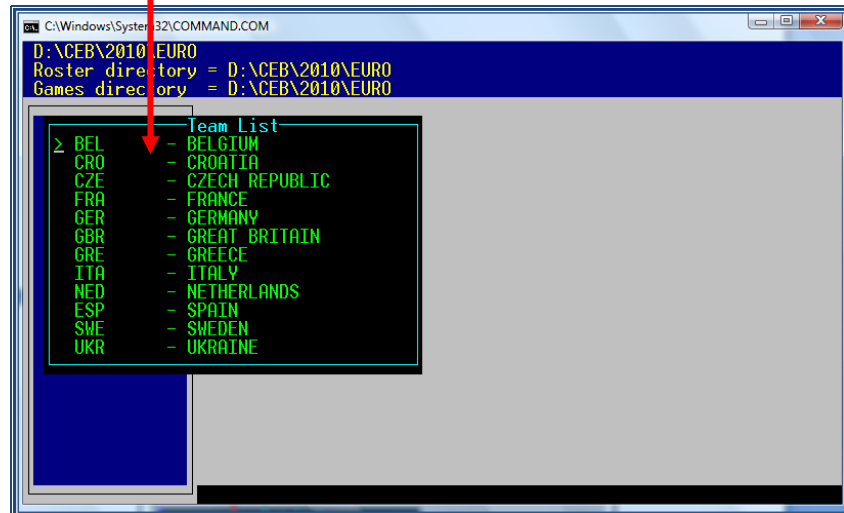 C:\Windows\System32\COMMAND.COM
D:\CEB\2010\EURO
Roster directory = D:\CEB\2010\EURO
Games directory = D:\CEB\2010\EURO
Team List
> BEL - BELGIUM
CRO - CROATIA
CZE - CZECH REPUBLIC
FRA - FRANCE
GER - GERMANY
GBR - GREAT BRITAIN
GRE - GREECE
ITA - ITALY
NED - NETHERLANDS
ESP - SPAIN
SWE - SWEDEN
UKR - UKRAINE